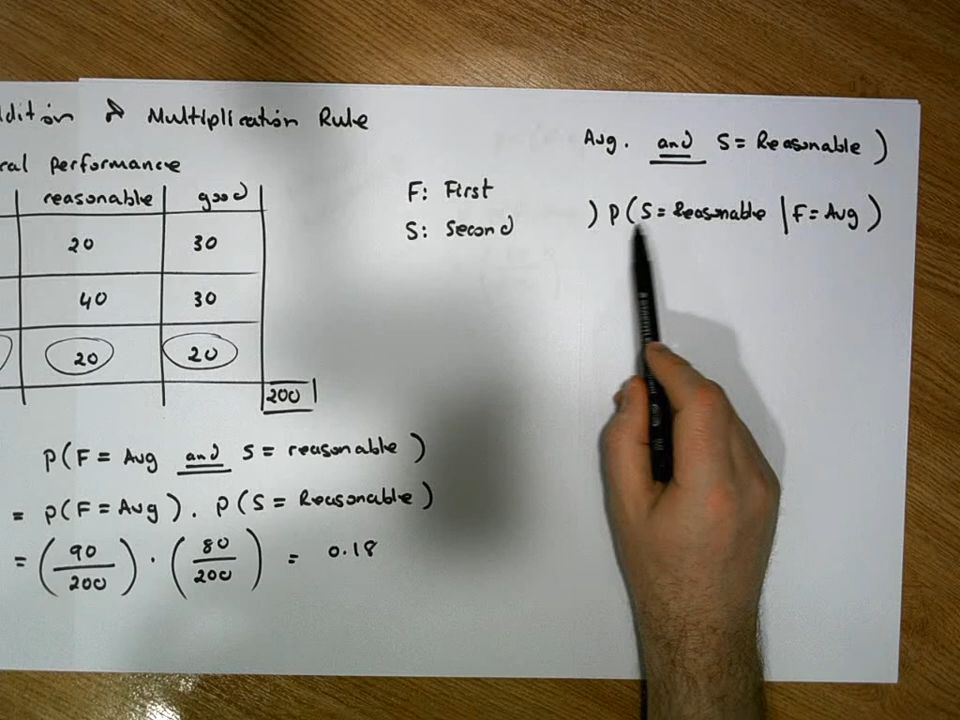 ddition & Multiplication Rule
ral performance
reasonable good
20 30
40 30
20 20
200
F: First
S: Second
P(F = Avg and S = reasonable)
= P(F = Avg). P(S = Reasonable)
= (90/200) · (80/200) = 0.18
Avg. and S = Reasonable)
) P(S = Reasonable | F = Avg)